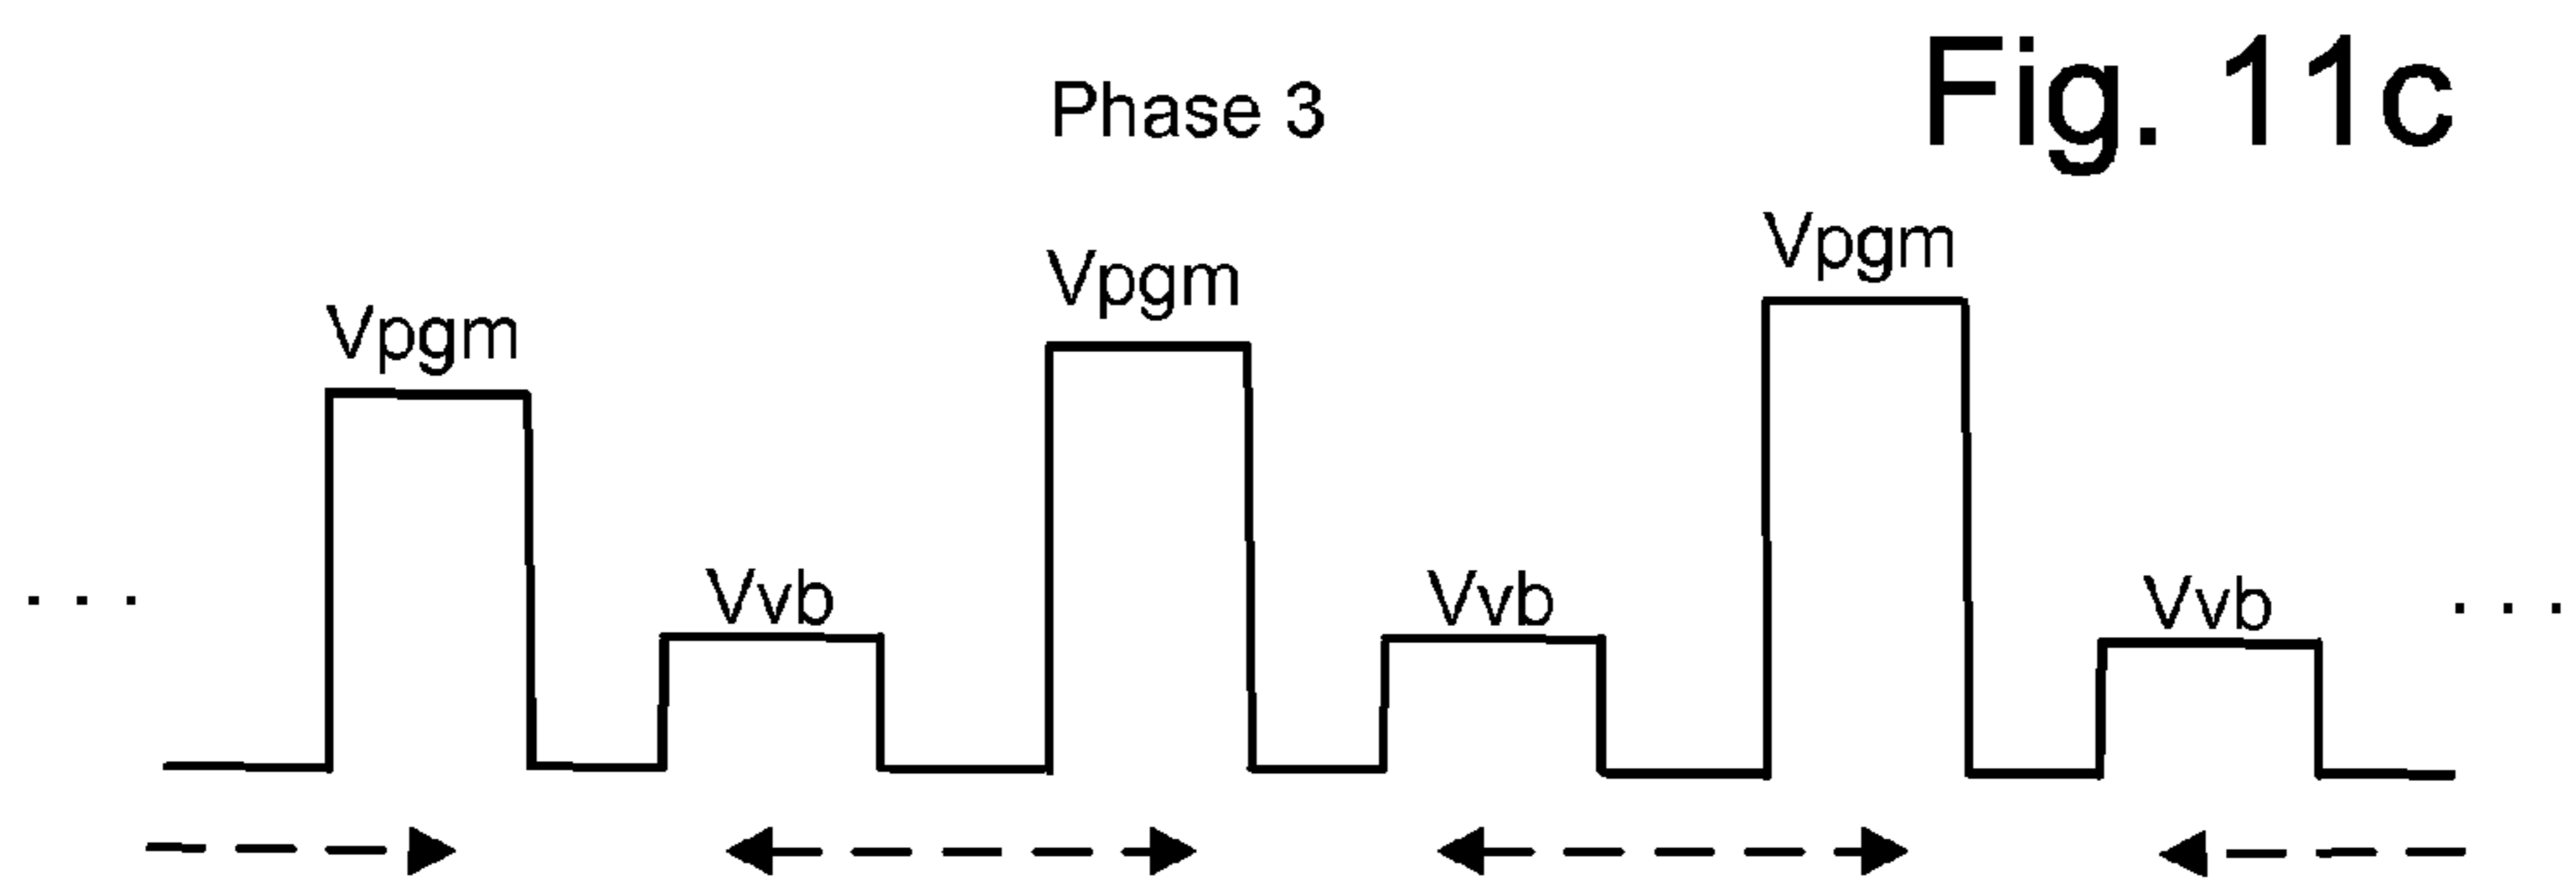 Fig. 11c
Phase 3
Vpgm
Vpgm
Vpgm
Vvb
Vvb
Vvb
. . .
. . .